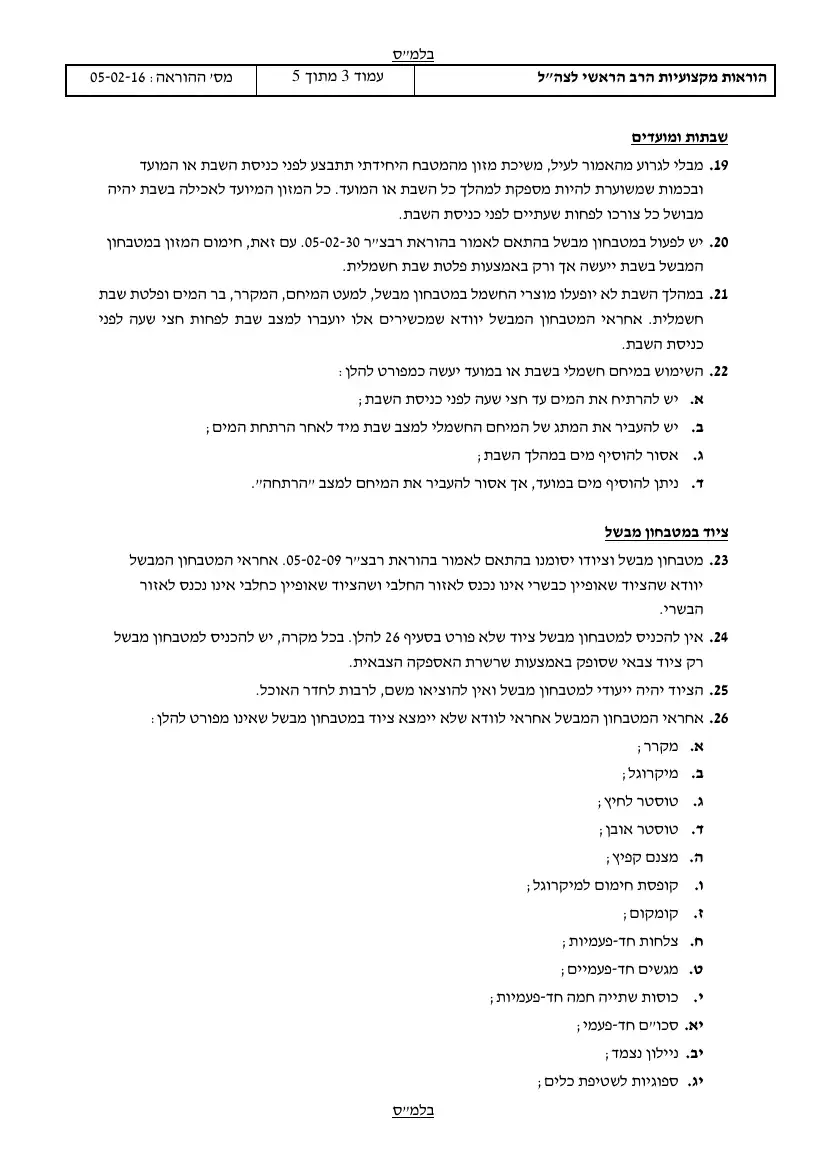 בלמ״ס
הוראות מקצועיות הרב הראשי לצה״ל עמוד 3 מתוך 5 מס׳ ההוראה: 05-02-16
שבתות ומועדים
19. מבלי לגרוע מהאמור לעיל, משיכת מזון מהמטבח היחידתי תתבצע לפני כניסת השבת או המועד
ובכמות שמשוערת להיות מספקת למהלך כל השבת או המועד. כל המזון המיועד לאכילה בשבת יהיה
מבושל כל צורכו לפחות שעתיים לפני כניסת השבת.
20. יש לפעול במטבחון מבשל בהתאם לאמור בהוראת רבצ״ר 05-02-30. עם זאת, חימום המזון במטבחון
המבשל בשבת ייעשה אך ורק באמצעות פלטת שבת חשמלית.
21. במהלך השבת לא יופעלו מוצרי החשמל במטבחון מבשל, למעט המיחם, המקרר, בר המים ופלטת שבת
חשמלית. אחראי המטבחון המבשל יוודא שמכשירים אלו יועברו למצב שבת לפחות חצי שעה לפני
כניסת השבת.
22. השימוש במיחם חשמלי בשבת או במועד יעשה כמפורט להלן:
א. יש להרתיח את המים עד חצי שעה לפני כניסת השבת;
ב. יש להעביר את המתג של המיחם החשמלי למצב שבת מיד לאחר הרתחת המים;
ג. אסור להוסיף מים במהלך השבת;
ד. ניתן להוסיף מים במועד, אך אסור להעביר את המיחם למצב ״הרתחה״.
ציוד במטבחון מבשל
23. מטבחון מבשל וציודו יסומנו בהתאם לאמור בהוראת רבצ״ר 05-02-09. אחראי המטבחון המבשל
יוודא שהציוד שאופיין כבשרי אינו נכנס לאזור החלבי ושהציוד שאופיין כחלבי אינו נכנס לאזור
הבשרי.
24. אין להכניס למטבחון מבשל ציוד שלא פורט בסעיף 26 להלן. בכל מקרה, יש להכניס למטבחון מבשל
רק ציוד צבאי שסופק באמצעות שרשרת האספקה הצבאית.
25. הציוד יהיה ייעודי למטבחון מבשל ואין להוציאו משם, לרבות לחדר האוכל.
26. אחראי המטבחון המבשל אחראי לוודא שלא יימצא ציוד במטבחון מבשל שאינו מפורט להלן:
א. מקרר;
ב. מיקרוגל;
ג. טוסטר לחיץ;
ד. טוסטר אובן;
ה. מצנם קפיץ;
ו. קופסת חימום למיקרוגל;
ז. קומקום;
ח. צלחות חד-פעמיות;
ט. מגשים חד-פעמיים;
י. כוסות שתייה חמה חד-פעמיות;
יא. סכו״ם חד-פעמי;
יב. ניילון נצמד;
יג. ספוגיות לשטיפת כלים;
בלמ״ס